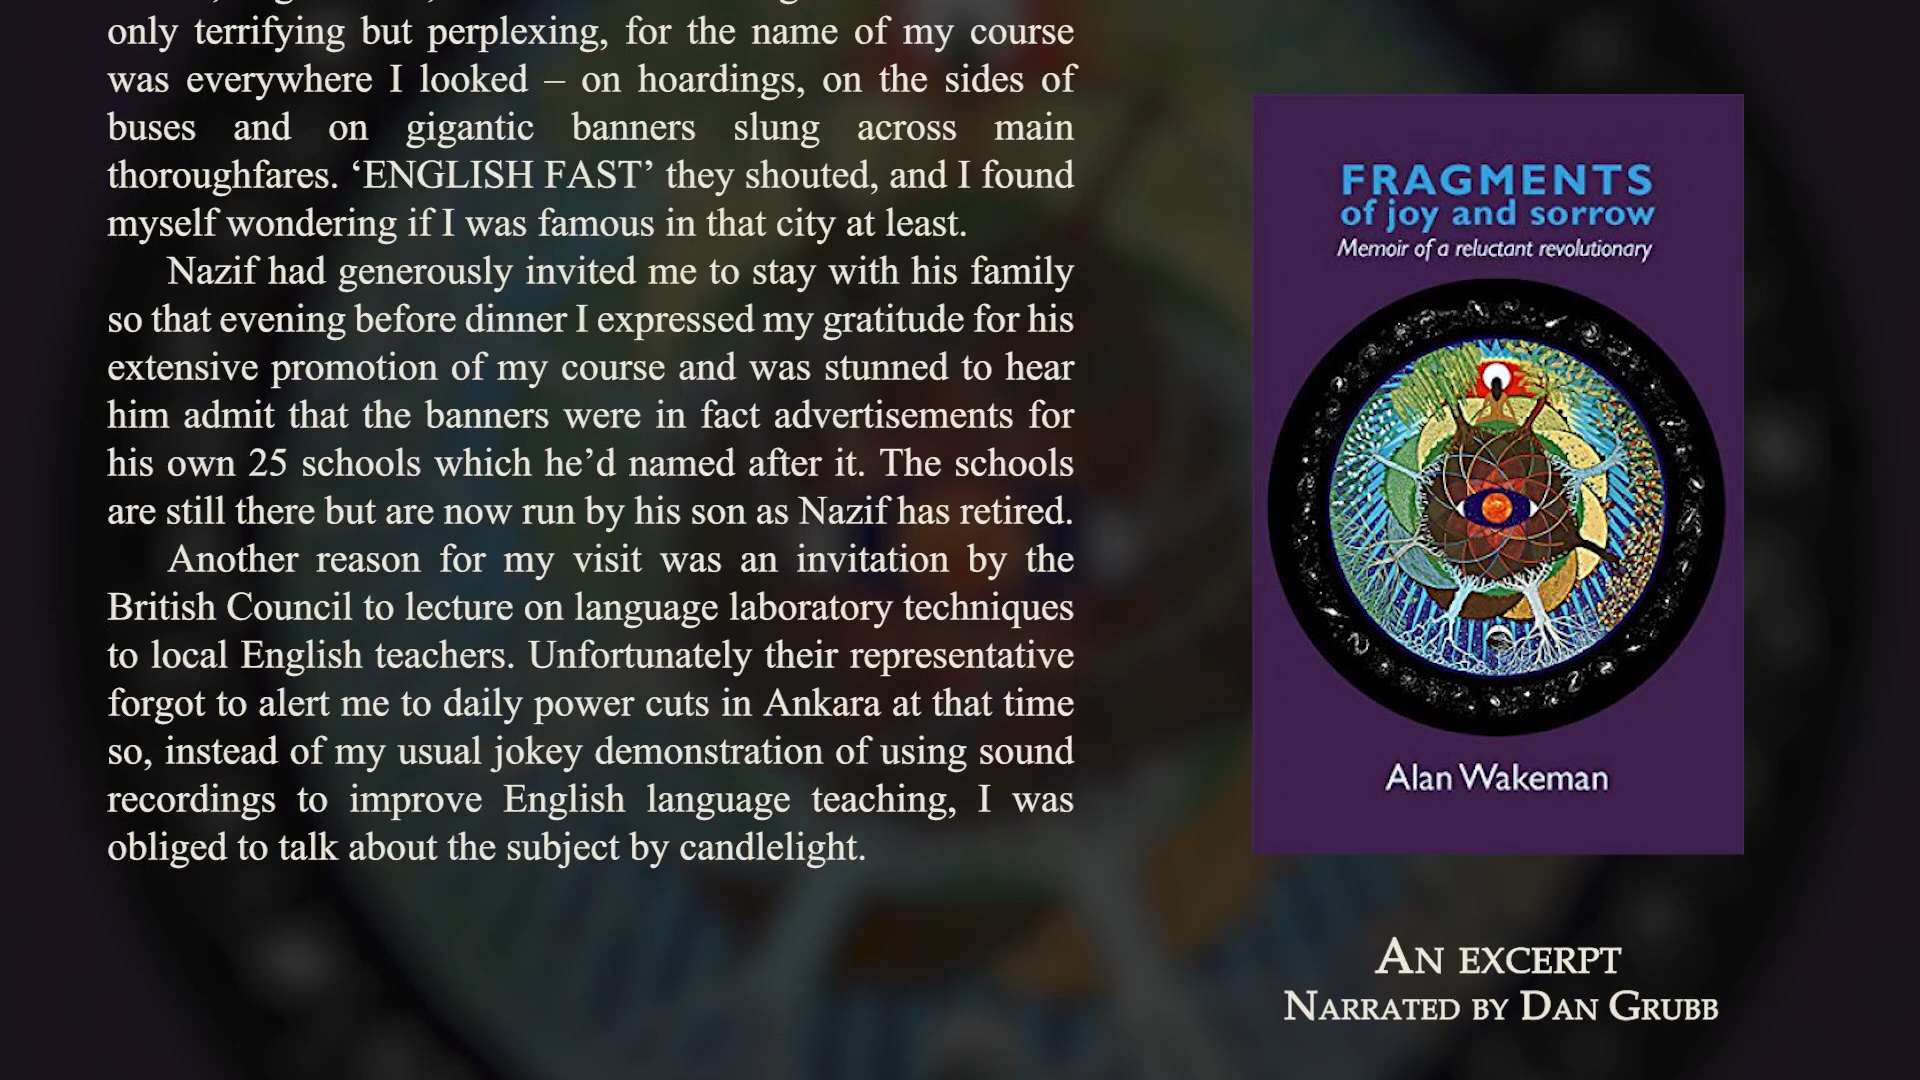 only terrifying but perplexing, for the name of my course
was everywhere I looked – on hoardings, on the sides of
buses and on gigantic banners slung across main
thoroughfares. ‘ENGLISH FAST’ they shouted, and I found
myself wondering if I was famous in that city at least.
Nazif had generously invited me to stay with his family
so that evening before dinner I expressed my gratitude for his
extensive promotion of my course and was stunned to hear
him admit that the banners were in fact advertisements for
his own 25 schools which he’d named after it. The schools
are still there but are now run by his son as Nazif has retired.
Another reason for my visit was an invitation by the
British Council to lecture on language laboratory techniques
to local English teachers. Unfortunately their representative
forgot to alert me to daily power cuts in Ankara at that time
so, instead of my usual jokey demonstration of using sound
recordings to improve English language teaching, I was
obliged to talk about the subject by candlelight.
FRAGMENTS
of joy and sorrow
Memoir of a reluctant revolutionary
Alan Wakeman
AN EXCERPT
NARRATED BY DAN GRUBB